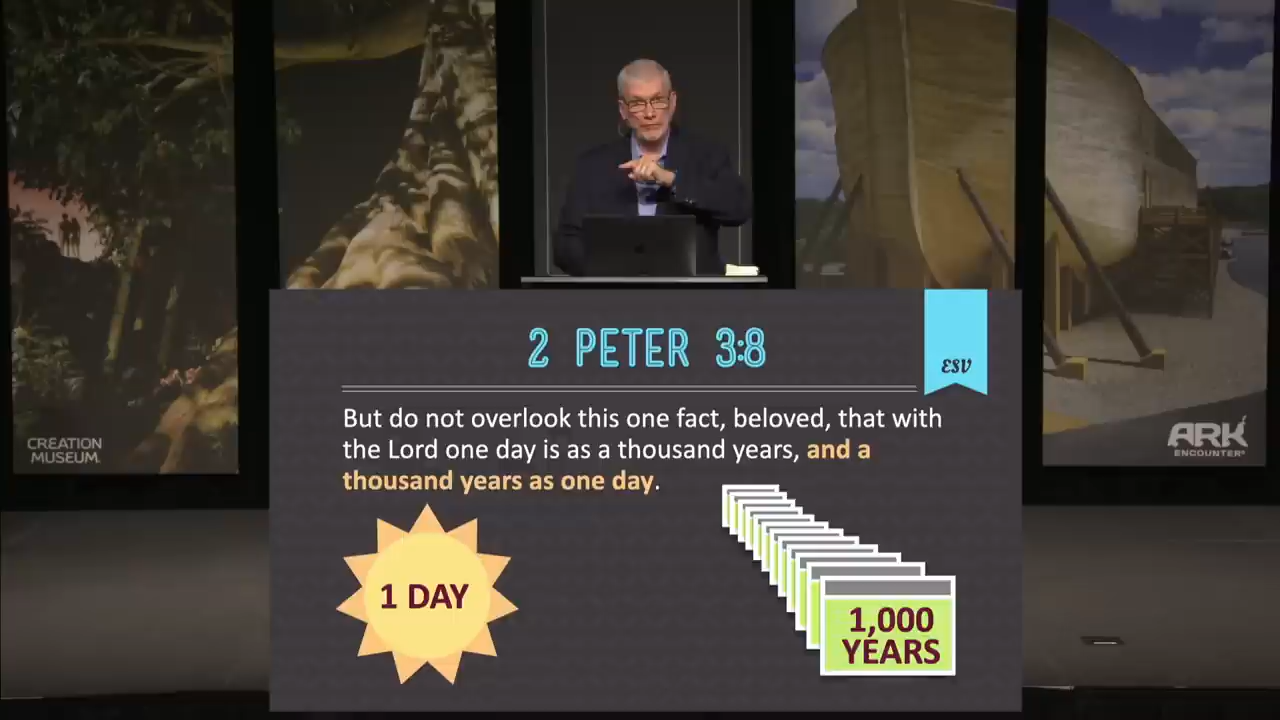 2 PETER 3:8
ESV
But do not overlook this one fact, beloved, that with
the Lord one day is as a thousand years, and a
thousand years as one day.
1 DAY
1,000
YEARS
CREATION
MUSEUM
ARK
ENCOUNTER